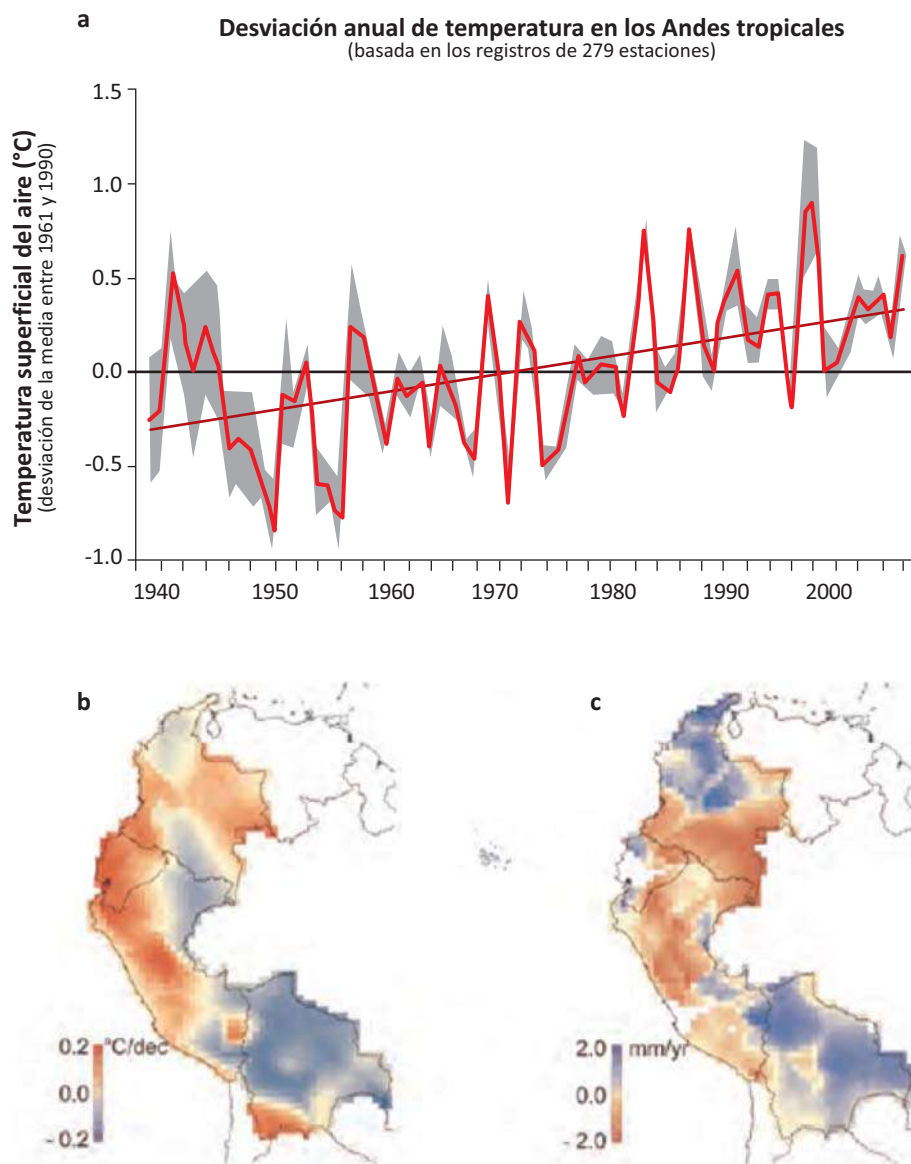 a
Desviación anual de temperatura en los Andes tropicales
(basada en los registros de 279 estaciones)
Temperatura superficial del aire (°C)
(desviación de la media entre 1961 y 1990)
1.5
1.0
0.5
0.0
-0.5
-1.0
1940 1950 1960 1970 1980 1990 2000
b
0.2 °C/dec
0.0
- 0.2
c
2.0 mm/yr
0.0
- 2.0